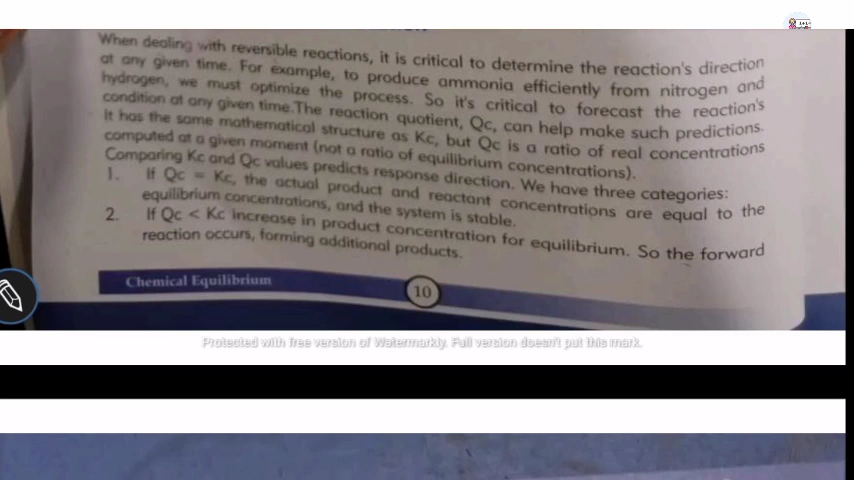 When dealing with reversible reactions, it is critical to determine the reaction's direction
at any given time. For example, to produce ammonia efficiently from nitrogen and
hydrogen, we must optimize the process. So it's critical to forecast the reaction's
condition at any given time.The reaction quotient, Qc, can help make such predictions.
It has the same mathematical structure as Kc, but Qc is a ratio of real concentrations
computed at a given moment (not a ratio of equilibrium concentrations).
Comparing Kc and Qc values predicts response direction. We have three categories:
1. If Qc = Kc, the actual product and reactant concentrations are equal to the
equilibrium concentrations, and the system is stable.
2. If Qc < Kc increase in product concentration for equilibrium. So the forward
reaction occurs, forming additional products.
Chemical Equilibrium
10
Protected with free version of Watermarkly. Full version doesn't put this mark.